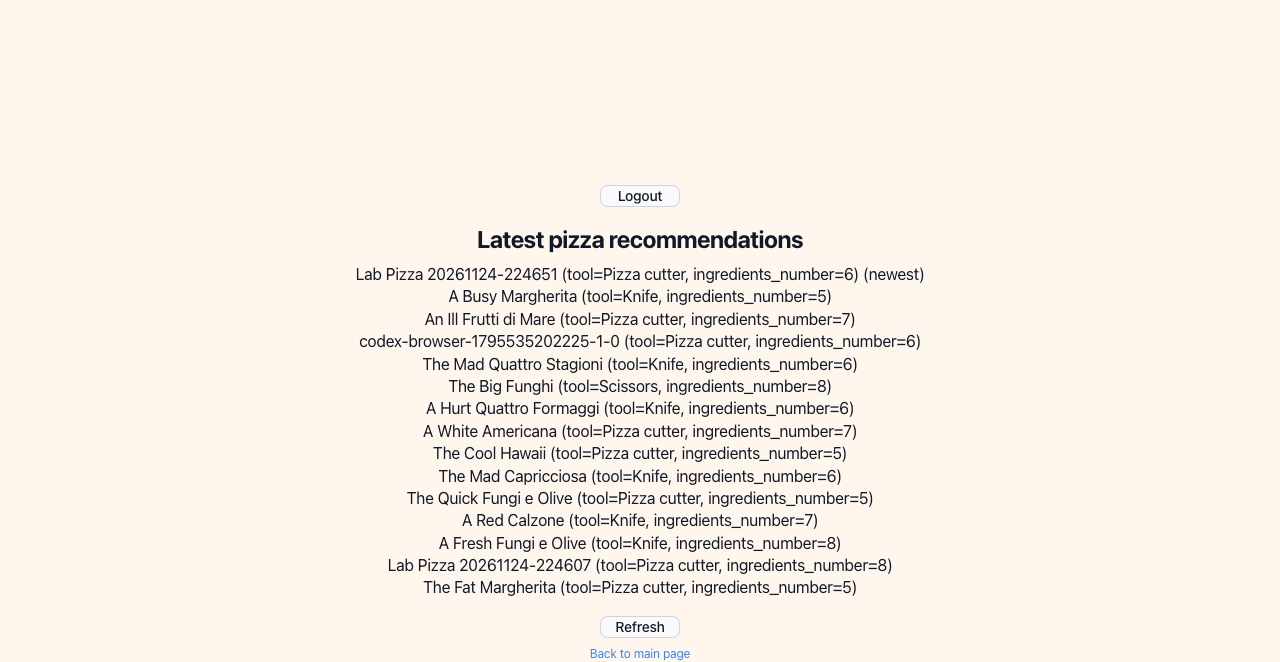 Logout
Latest pizza recommendations
Lab Pizza 20261124-224651 (tool=Pizza cutter, ingredients_number=6) (newest)
A Busy Margherita (tool=Knife, ingredients_number=5)
An Ill Frutti di Mare (tool=Pizza cutter, ingredients_number=7)
codex-browser-1795535202225-1-0 (tool=Pizza cutter, ingredients_number=6)
The Mad Quattro Stagioni (tool=Knife, ingredients_number=6)
The Big Funghi (tool=Scissors, ingredients_number=8)
A Hurt Quattro Formaggi (tool=Knife, ingredients_number=6)
A White Americana (tool=Pizza cutter, ingredients_number=7)
The Cool Hawaii (tool=Pizza cutter, ingredients_number=5)
The Mad Capricciosa (tool=Knife, ingredients_number=6)
The Quick Fungi e Olive (tool=Pizza cutter, ingredients_number=5)
A Red Calzone (tool=Knife, ingredients_number=7)
A Fresh Fungi e Olive (tool=Knife, ingredients_number=8)
Lab Pizza 20261124-224607 (tool=Pizza cutter, ingredients_number=8)
The Fat Margherita (tool=Pizza cutter, ingredients_number=5)
Refresh
Back to main page